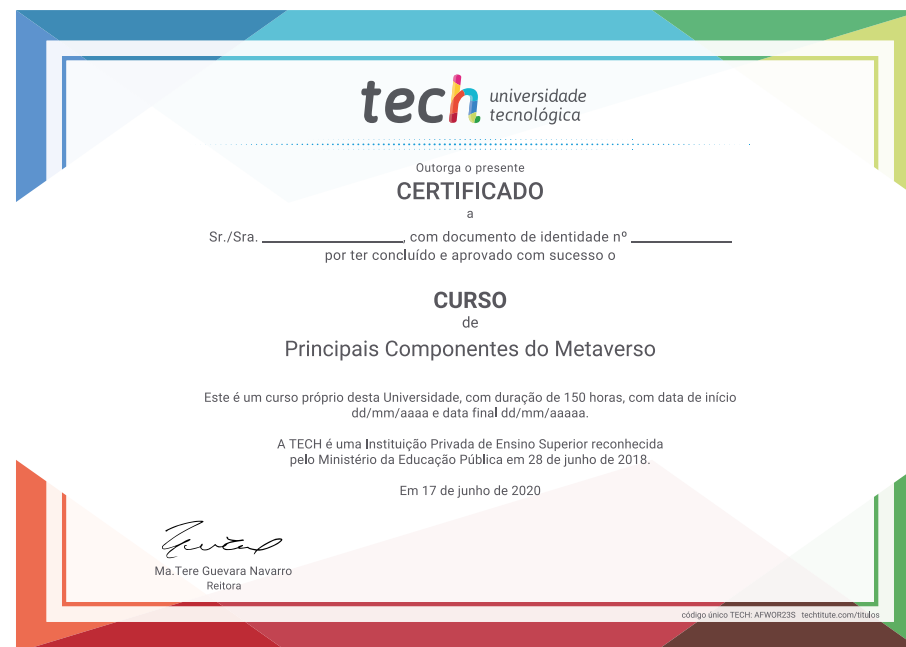 tech universidade
tecnológica
Outorga o presente
CERTIFICADO
a
Sr./Sra. ________________, com documento de identidade nº ____________
por ter concluído e aprovado com sucesso o
CURSO
de
Principais Componentes do Metaverso
Este é um curso próprio desta Universidade, com duração de 150 horas, com data de início
dd/mm/aaaa e data final dd/mm/aaaaa.
A TECH é uma Instituição Privada de Ensino Superior reconhecida
pelo Ministério da Educação Pública em 28 de junho de 2018.
Em 17 de junho de 2020
Ma.Tere Guevara Navarro
Reitora
código único TECH: AFWOR23S techtitute.com/titulos